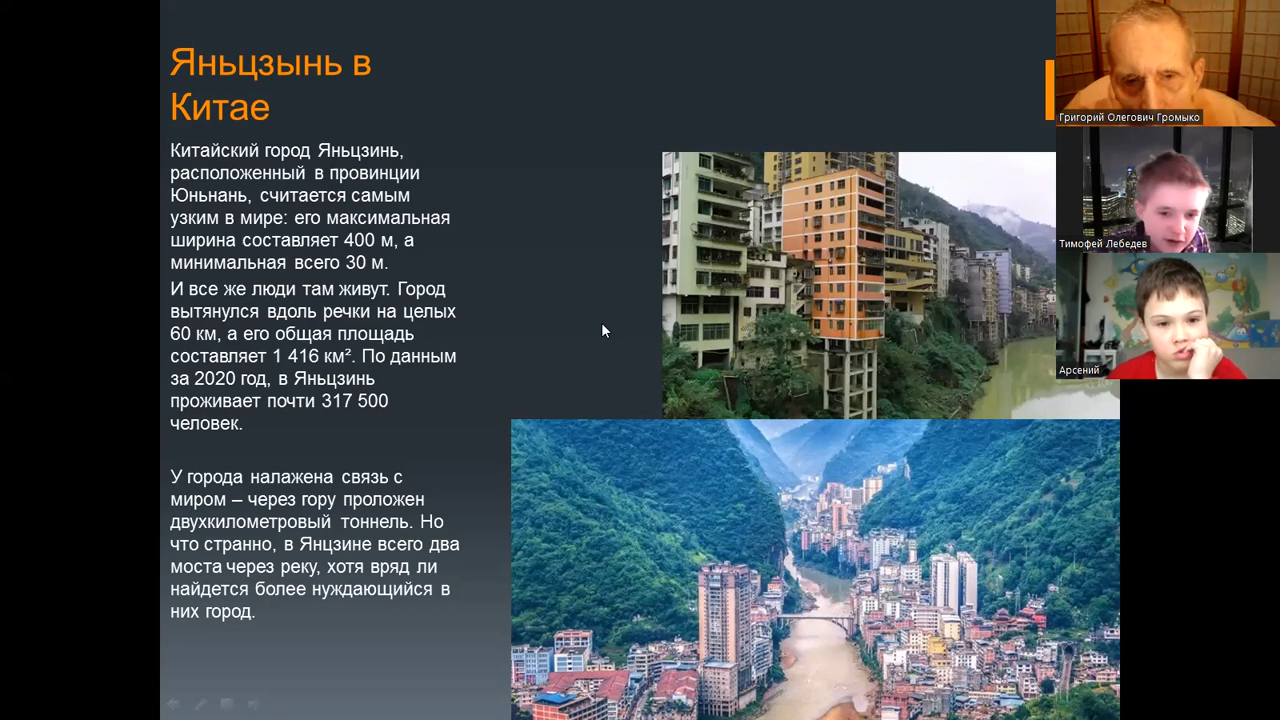 Яньцзынь в
Китае
Китайский город Яньцзинь,
расположенный в провинции
Юньнань, считается самым
узким в мире: его максимальная
ширина составляет 400 м, а
минимальная всего 30 м.
И все же люди там живут. Город
вытянулся вдоль речки на целых
60 км, а его общая площадь
составляет 1 416 км². По данным
за 2020 год, в Яньцзинь
проживает почти 317 500
человек.
У города налажена связь с
миром – через гору проложен
двухкилометровый тоннель. Но
что странно, в Янцзине всего два
моста через реку, хотя вряд ли
найдется более нуждающийся в
них город.
Григорий Олегович Громыко
Тимофей Лебедев
Арсений